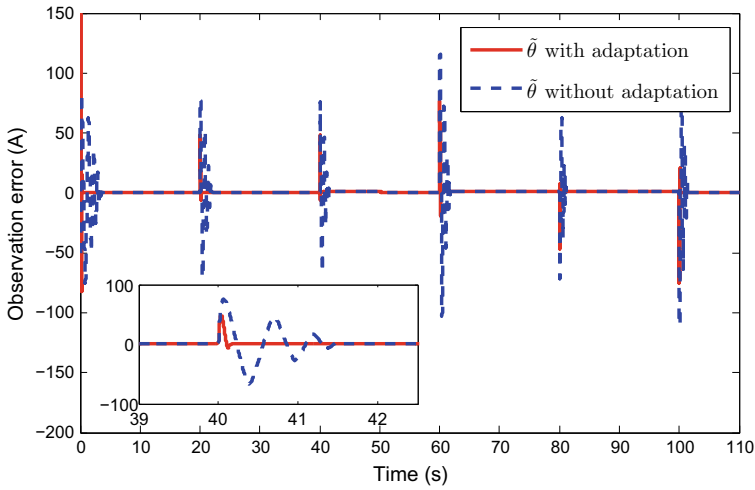 150
100
50
0
−50
−100
−150
−200
Observation error (A)
θ̃ with adaptation
θ̃ without adaptation
100
0
−100
39 40 41 42
0 10 20 30 40 50 60 70 80 90 100 110
Time (s)